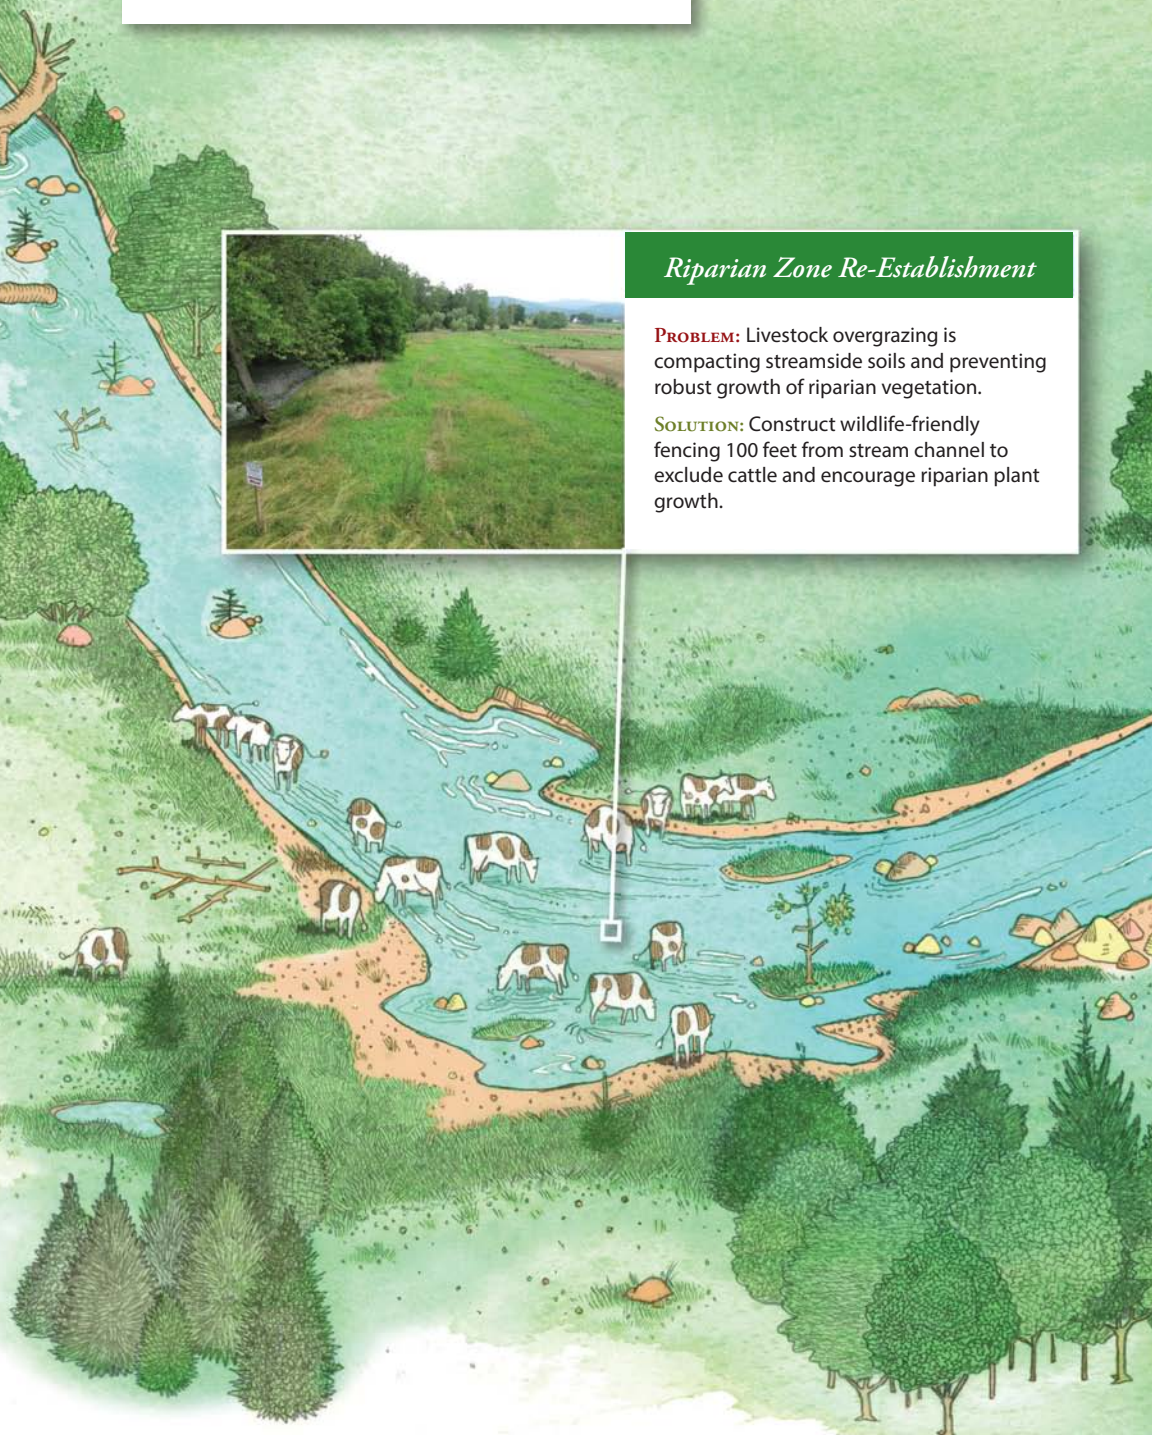 Riparian Zone Re-Establishment
PROBLEM: Livestock overgrazing is
compacting streamside soils and preventing
robust growth of riparian vegetation.
SOLUTION: Construct wildlife-friendly
fencing 100 feet from stream channel to
exclude cattle and encourage riparian plant
growth.